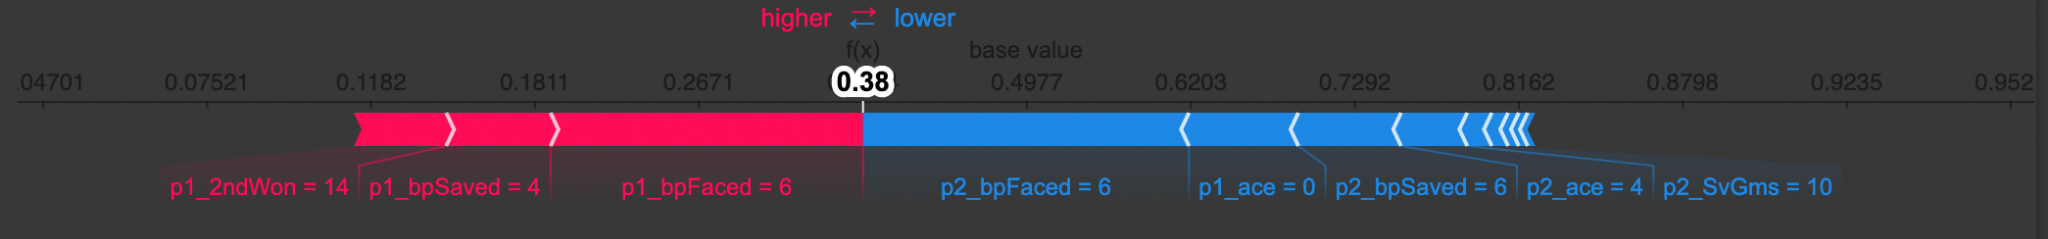 higher lower
f(x) base value
04701 0.07521 0.1182 0.1811 0.2671 0.38 0.4977 0.6203 0.7292 0.8162 0.8798 0.9235 0.952
p1_2ndWon = 14 p1_bpSaved = 4 p1_bpFaced = 6 p2_bpFaced = 6 p1_ace = 0 p2_bpSaved = 6 p2_ace = 4 p2_SvGms = 10